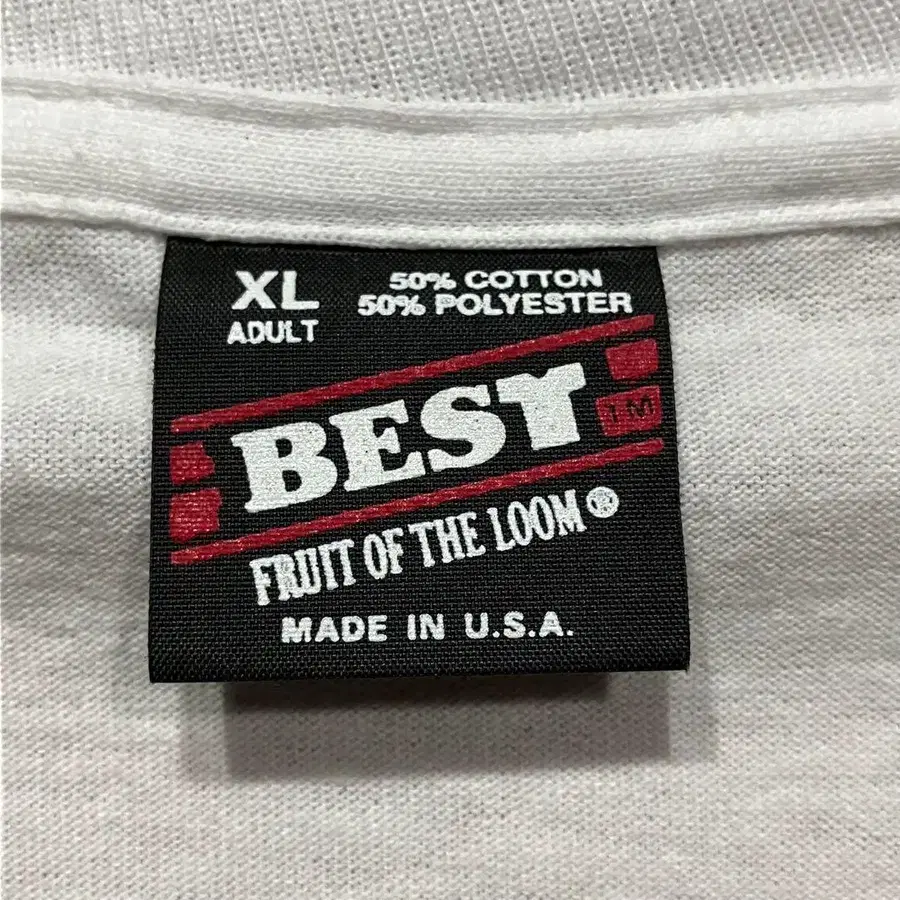 XL
ADULT
50% COTTON
50% POLYESTER
BEST
TM
FRUIT OF THE LOOM®
MADE IN U.S.A.